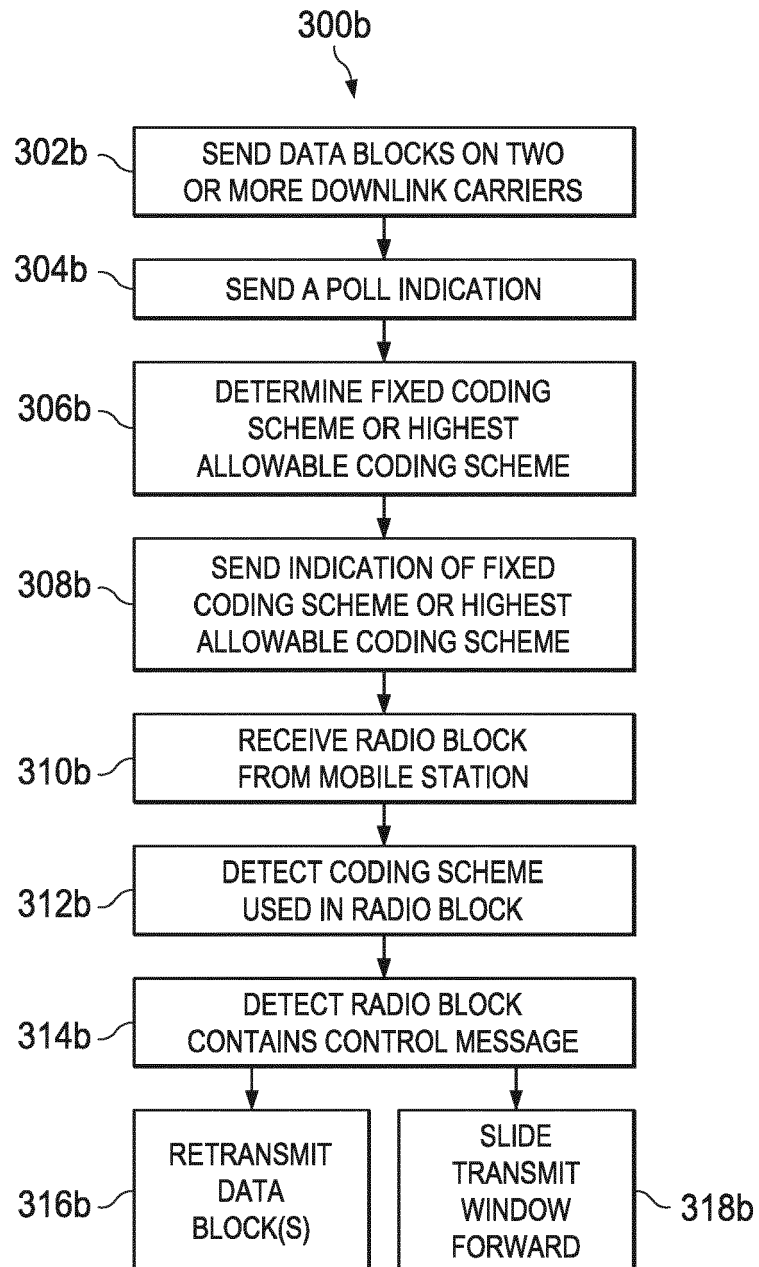 300b
302b
SEND DATA BLOCKS ON TWO
OR MORE DOWNLINK CARRIERS
304b
SEND A POLL INDICATION
306b
DETERMINE FIXED CODING
SCHEME OR HIGHEST
ALLOWABLE CODING SCHEME
308b
SEND INDICATION OF FIXED
CODING SCHEME OR HIGHEST
ALLOWABLE CODING SCHEME
310b
RECEIVE RADIO BLOCK
FROM MOBILE STATION
312b
DETECT CODING SCHEME
USED IN RADIO BLOCK
314b
DETECT RADIO BLOCK
CONTAINS CONTROL MESSAGE
316b
RETRANSMIT
DATA
BLOCK(S)
SLIDE
TRANSMIT
WINDOW
FORWARD
318b